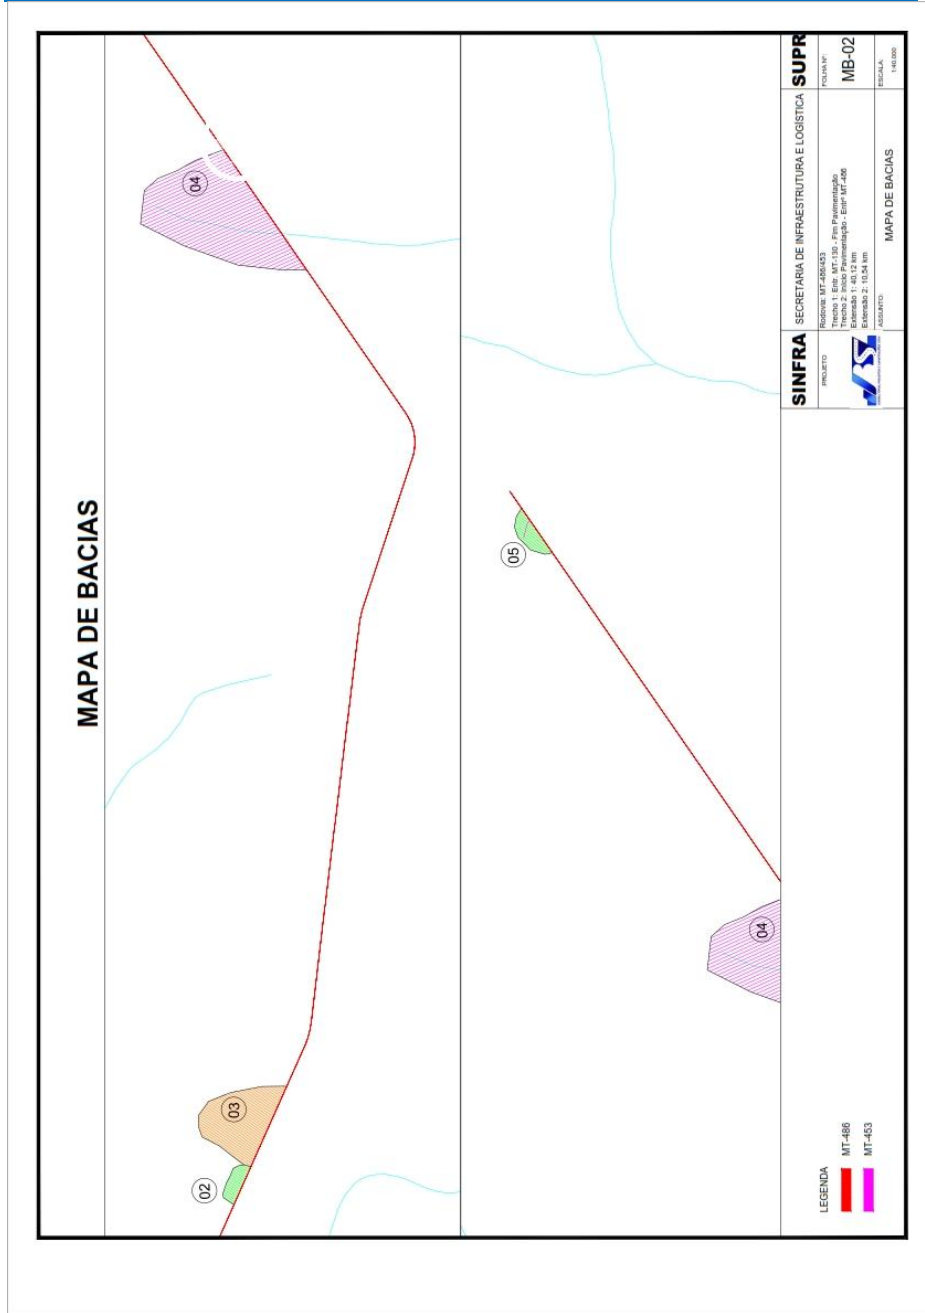 MAPA DE BACIAS
04
02
03
05
04
LEGENDA
MT-486
MT-453
SINFRA
SECRETARIA DE INFRAESTRUTURA E LOGÍSTICA
SUPR
PROJETO
Rodovia: MT-486/453
Trecho 1: Entr. MT-130 - Fim Pavimentação
Trecho 2: Início Pavimentação - Entrº MT-486
Extensão 1: 40,12 km
Extensão 2: 10,54 km
FOLHA Nº:
MB-02
ASSUNTO:
MAPA DE BACIAS
ESCALA:
1:40.000